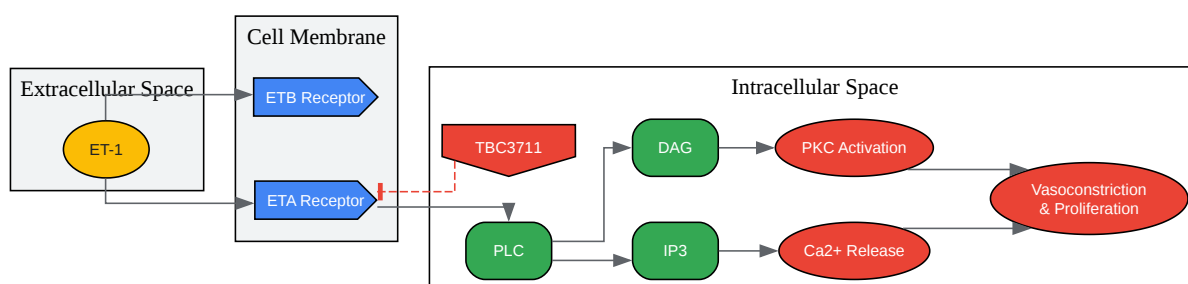 Cell Membrane
Extracellular Space
Intracellular Space
ETB Receptor
ET-1
TBC3711
DAG
PKC Activation
ETA Receptor
Vasoconstriction
& Proliferation
PLC
IP3
Ca2+ Release